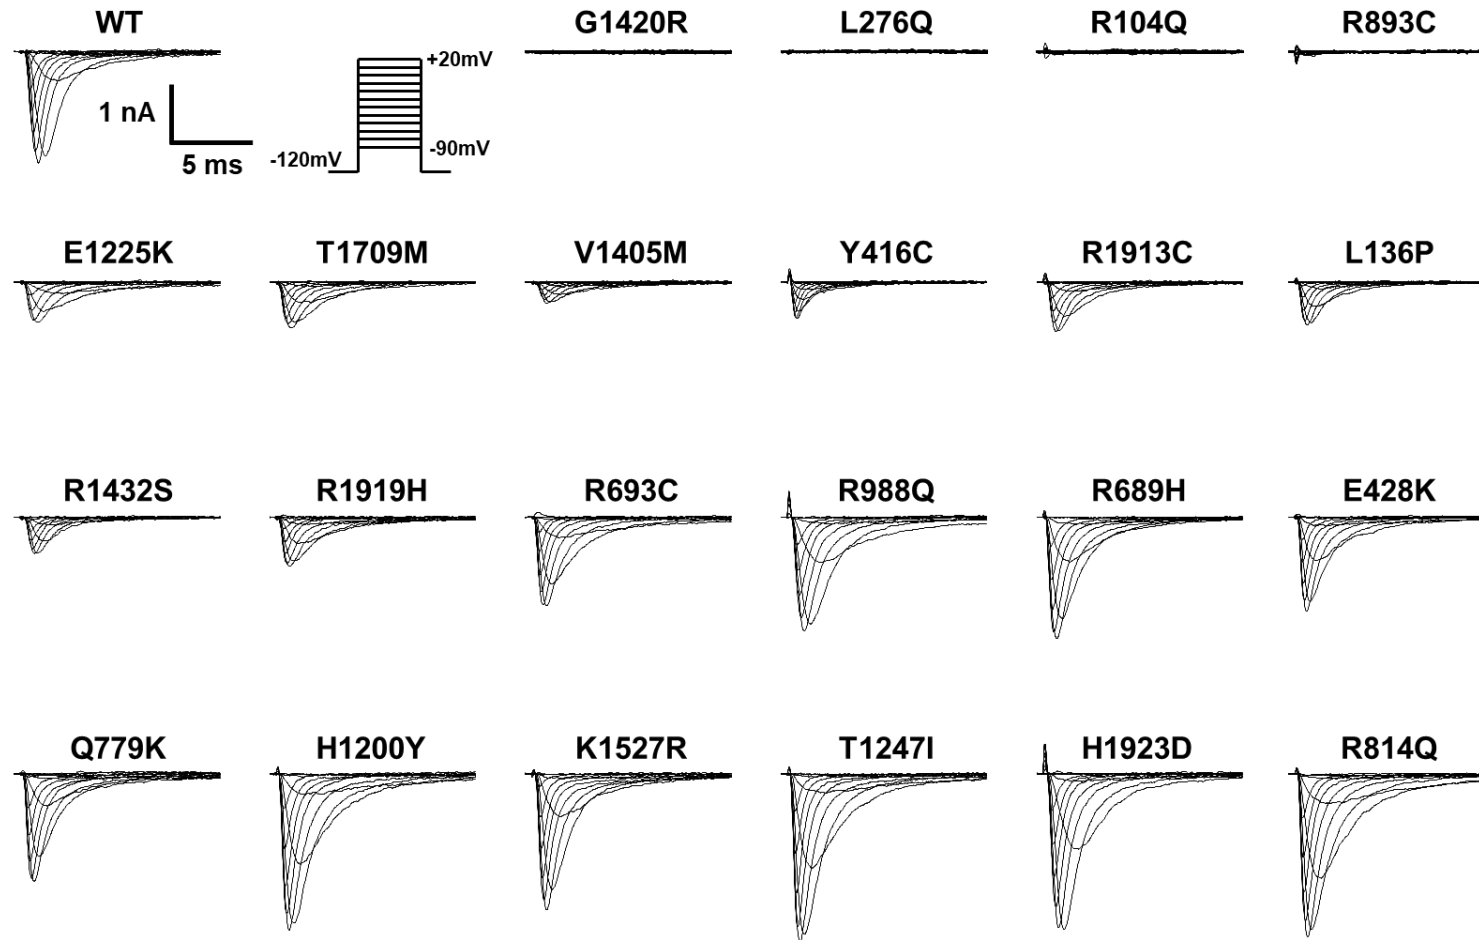 WT
G1420R
L276Q
R104Q
R893C
+20mV
1 nA
-90mV
-120mV
5 ms
E1225K
T1709M
V1405M
Y416C
R1913C
L136P
R1432S
R1919H
R693C
R988Q
R689H
E428K
Q779K
H1200Y
K1527R
T1247I
H1923D
R814Q